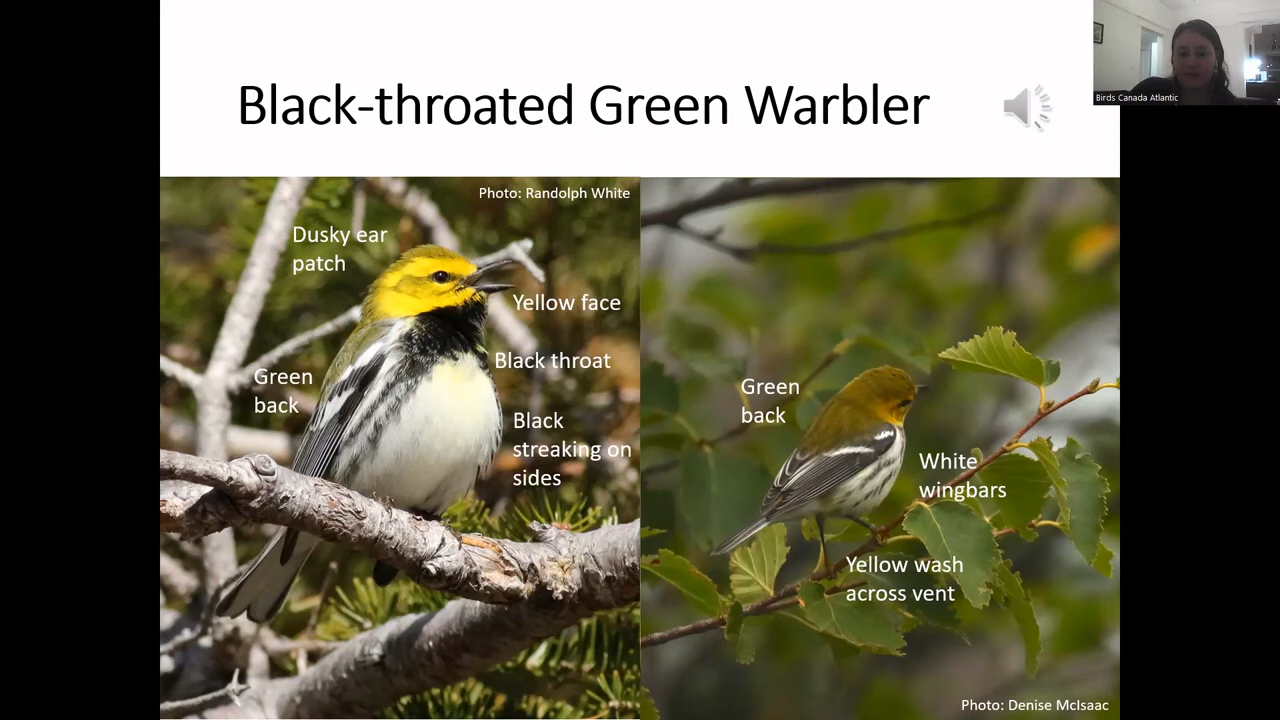 Black-throated Green Warbler
Birds Canada Atlantic
Photo: Randolph White
Dusky ear
patch
Yellow face
Black throat
Green
back
Black
streaking on
sides
Green
back
White
wingbars
Yellow wash
across vent
Photo: Denise McIsaac